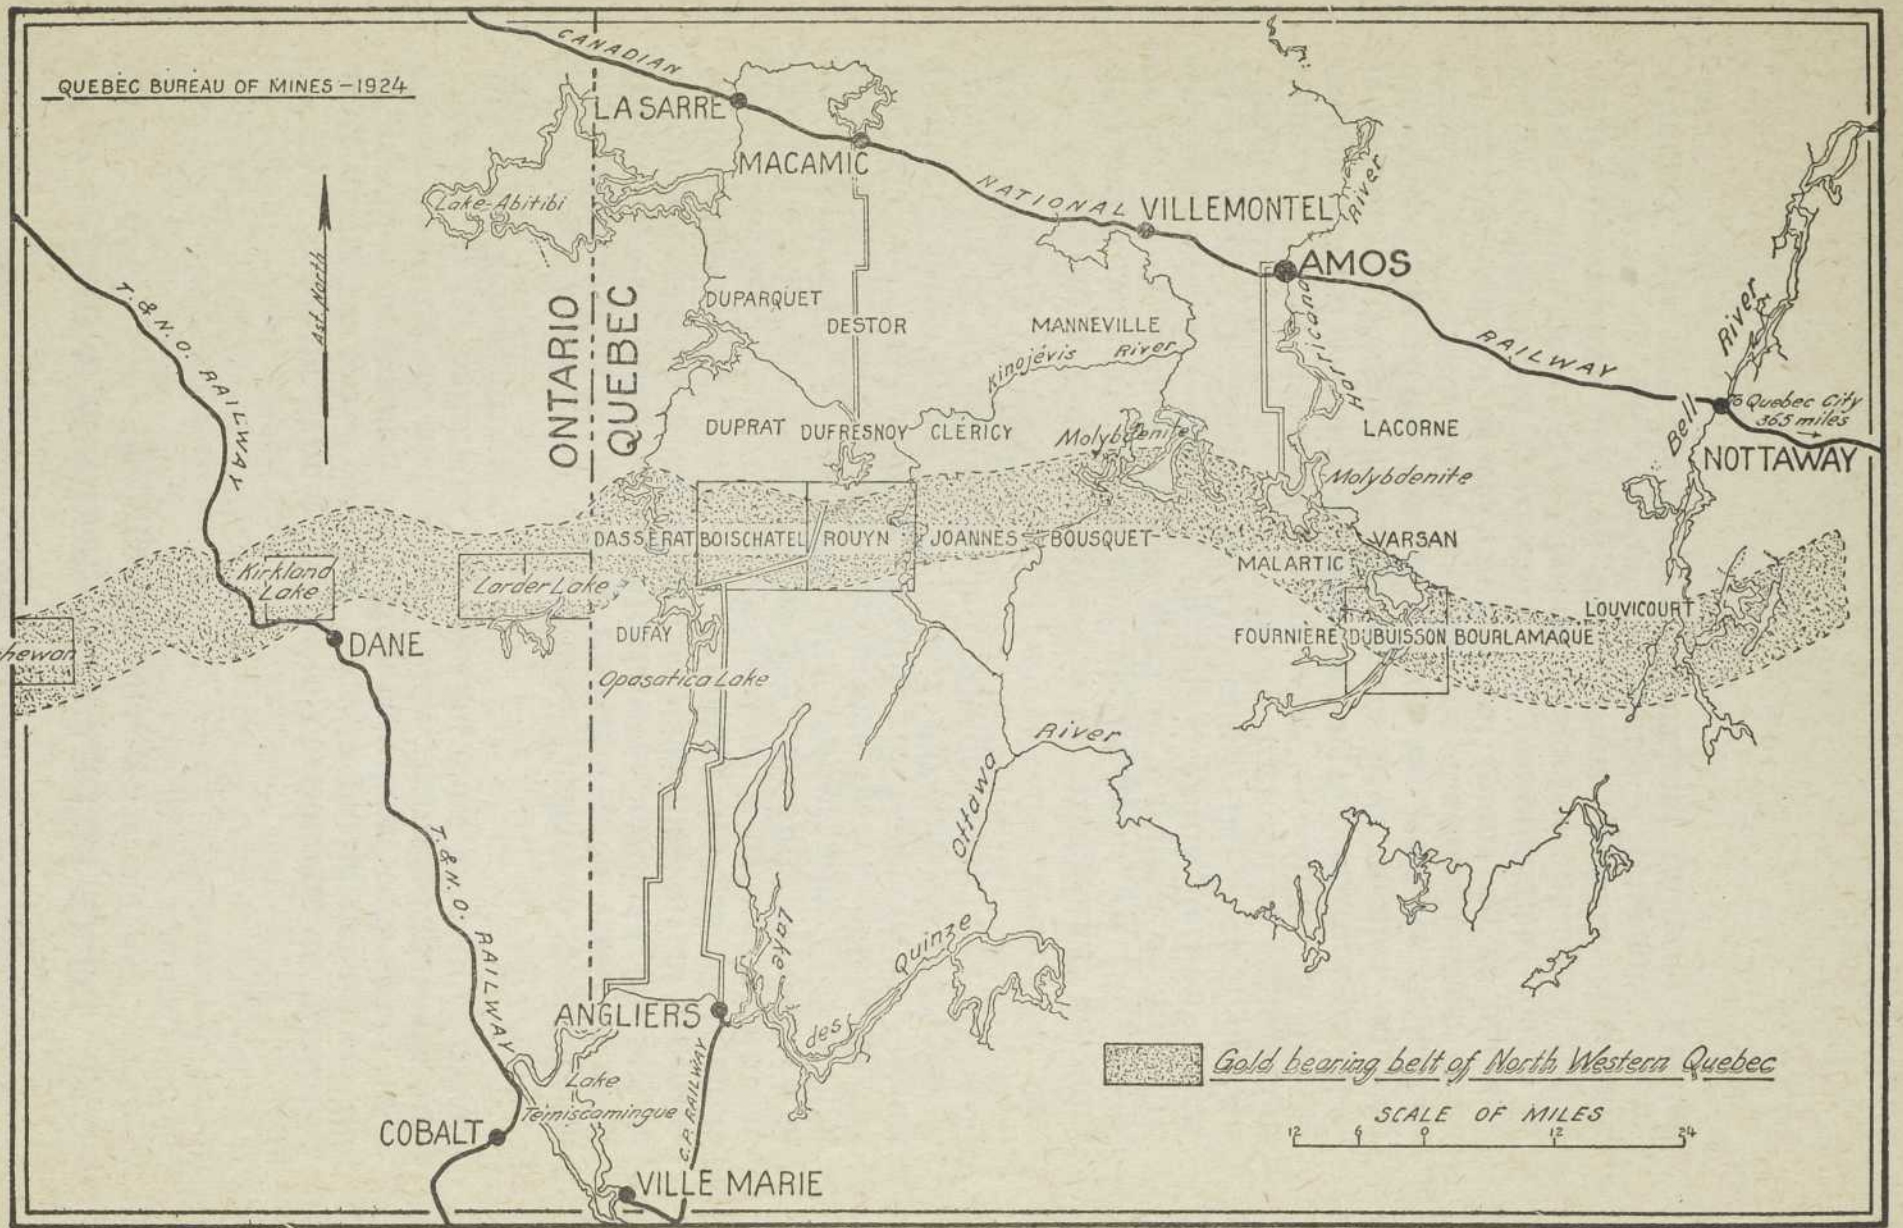 QUEBEC BUREAU OF MINES – 1924
CANADIAN
NATIONAL
RAILWAY
LA SARRE
MACAMIC
VILLEMONTEL
River
AMOS
Lake Abitibi
Ast. North
T. & N. O. RAILWAY
ONTARIO
QUEBEC
DUPARQUET
DESTOR
MANNEVILLE
Kinojévis River
Harricana
River
Bell
To Quebec City
365 miles
NOTTAWAY
DUPRAT
DUFRESNOY
CLÉRICY
Molybdenite
LACORNE
Molybdenite
DASSERAT
BOISCHATEL
ROUYN
JOANNES
BOUSQUET
VARSAN
MALARTIC
Kirkland
Lake
Larder Lake
LOUVICOURT
hewan
DANE
DUFAY
FOURNIÈRE
DUBUISSON
BOURLAMAQUE
Opasatica Lake
Ottawa
River
T. & N. O. RAILWAY
Lake
des
Quinze
ANGLIERS
C.P. RAILWAY
Lake
Témiscamingue
COBALT
VILLE MARIE
Gold bearing belt of North Western Quebec
SCALE OF MILES
12 6 0 12 24